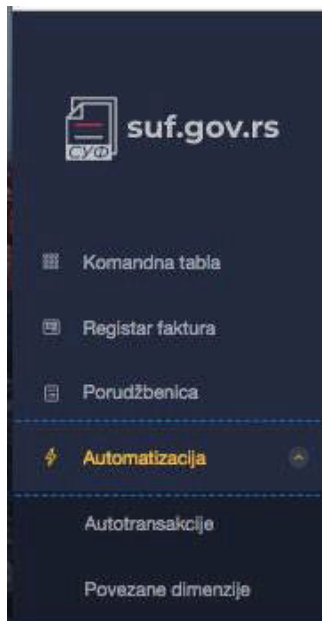 СУФ
suf.gov.rs
Komandna tabla
Registar faktura
Porudžbenica
Automatizacija
Autotransakcije
Povezane dimenzije